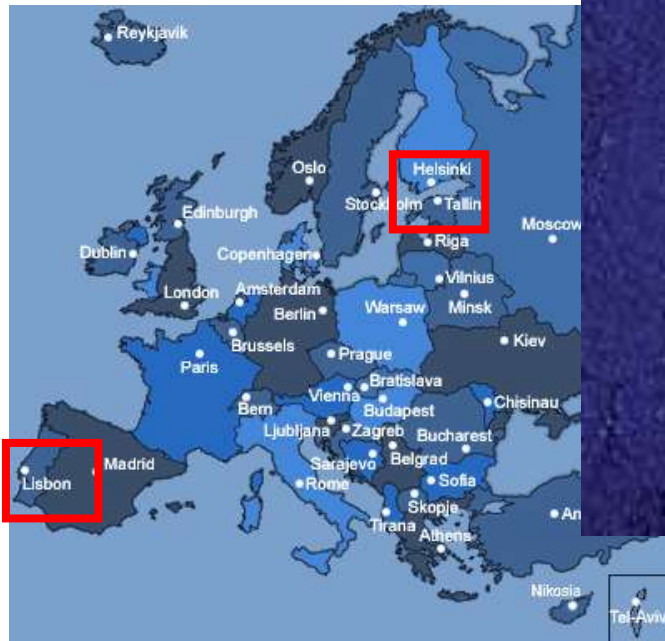 Reykjavik
Oslo
Helsinki
Stockholm
Tallin
Edinburgh
Moscow
Riga
Dublin
Copenhagen
Vilnius
London
Amsterdam
Minsk
Berlin
Warsaw
Brussels
Kiev
Prague
Paris
Bratislava
Vienna
Bern
Budapest
Chisinau
Ljubljana
Zagreb
Bucharest
Belgrad
Madrid
Sarajevo
Lisbon
Rome
Sofia
Skopje
Tirana
An
Athens
Nikosia
Tel-Aviv